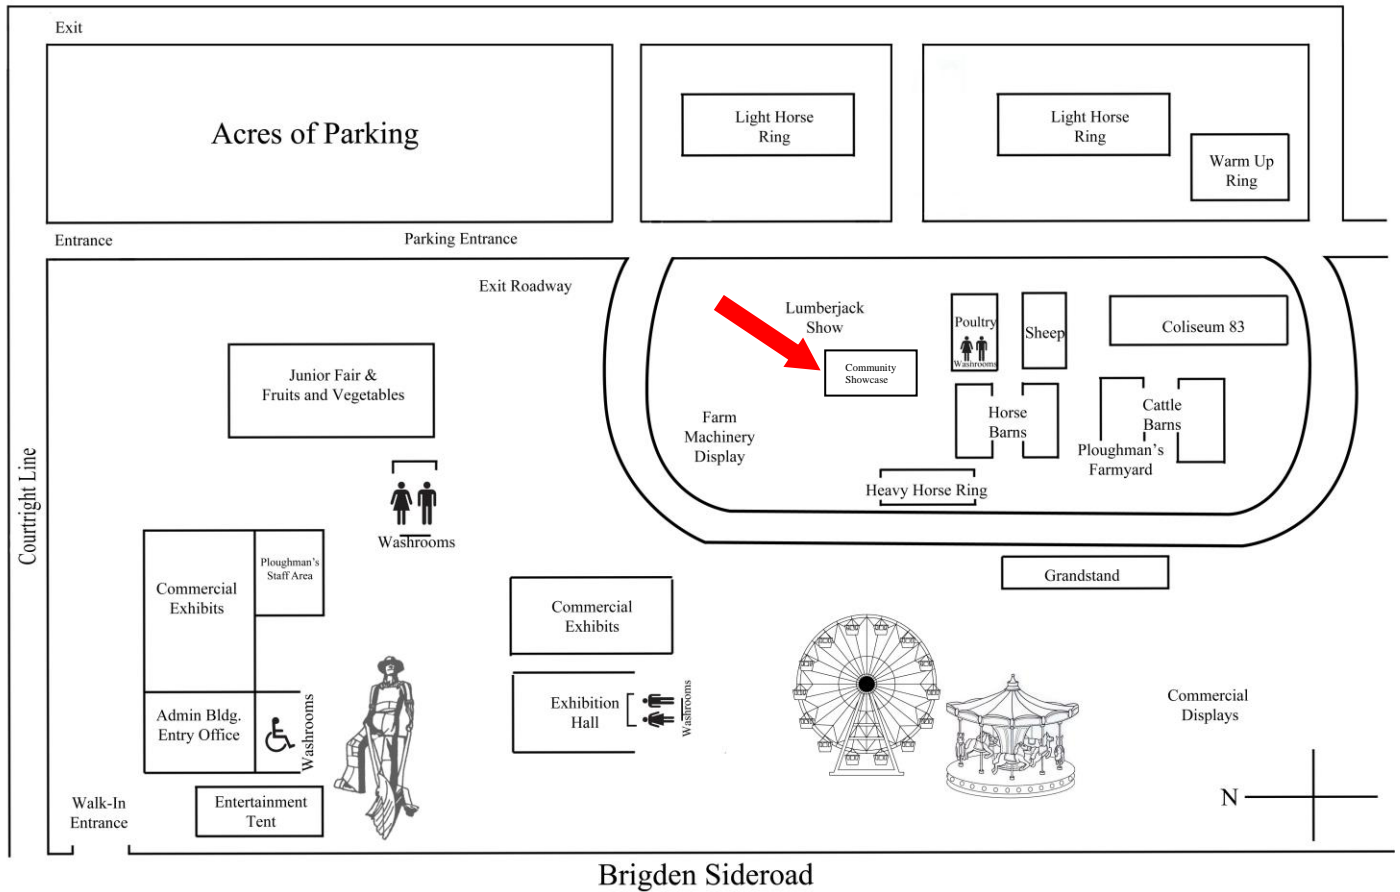 Exit
Acres of Parking
Light Horse
Ring
Light Horse
Ring
Warm Up
Ring
Entrance
Parking Entrance
Exit Roadway
Lumberjack
Show
Poultry
Washrooms
Sheep
Coliseum 83
Community
Showcase
Junior Fair &
Fruits and Vegetables
Farm
Machinery
Display
Horse
Barns
Cattle
Barns
Ploughman's
Farmyard
Heavy Horse Ring
Courtright Line
Washrooms
Commercial
Exhibits
Ploughman's
Staff Area
Grandstand
Commercial
Exhibits
Exhibition
Hall
Washrooms
Admin Bldg.
Entry Office
Washrooms
Commercial
Displays
Walk-In
Entrance
Entertainment
Tent
N
Brigden Sideroad